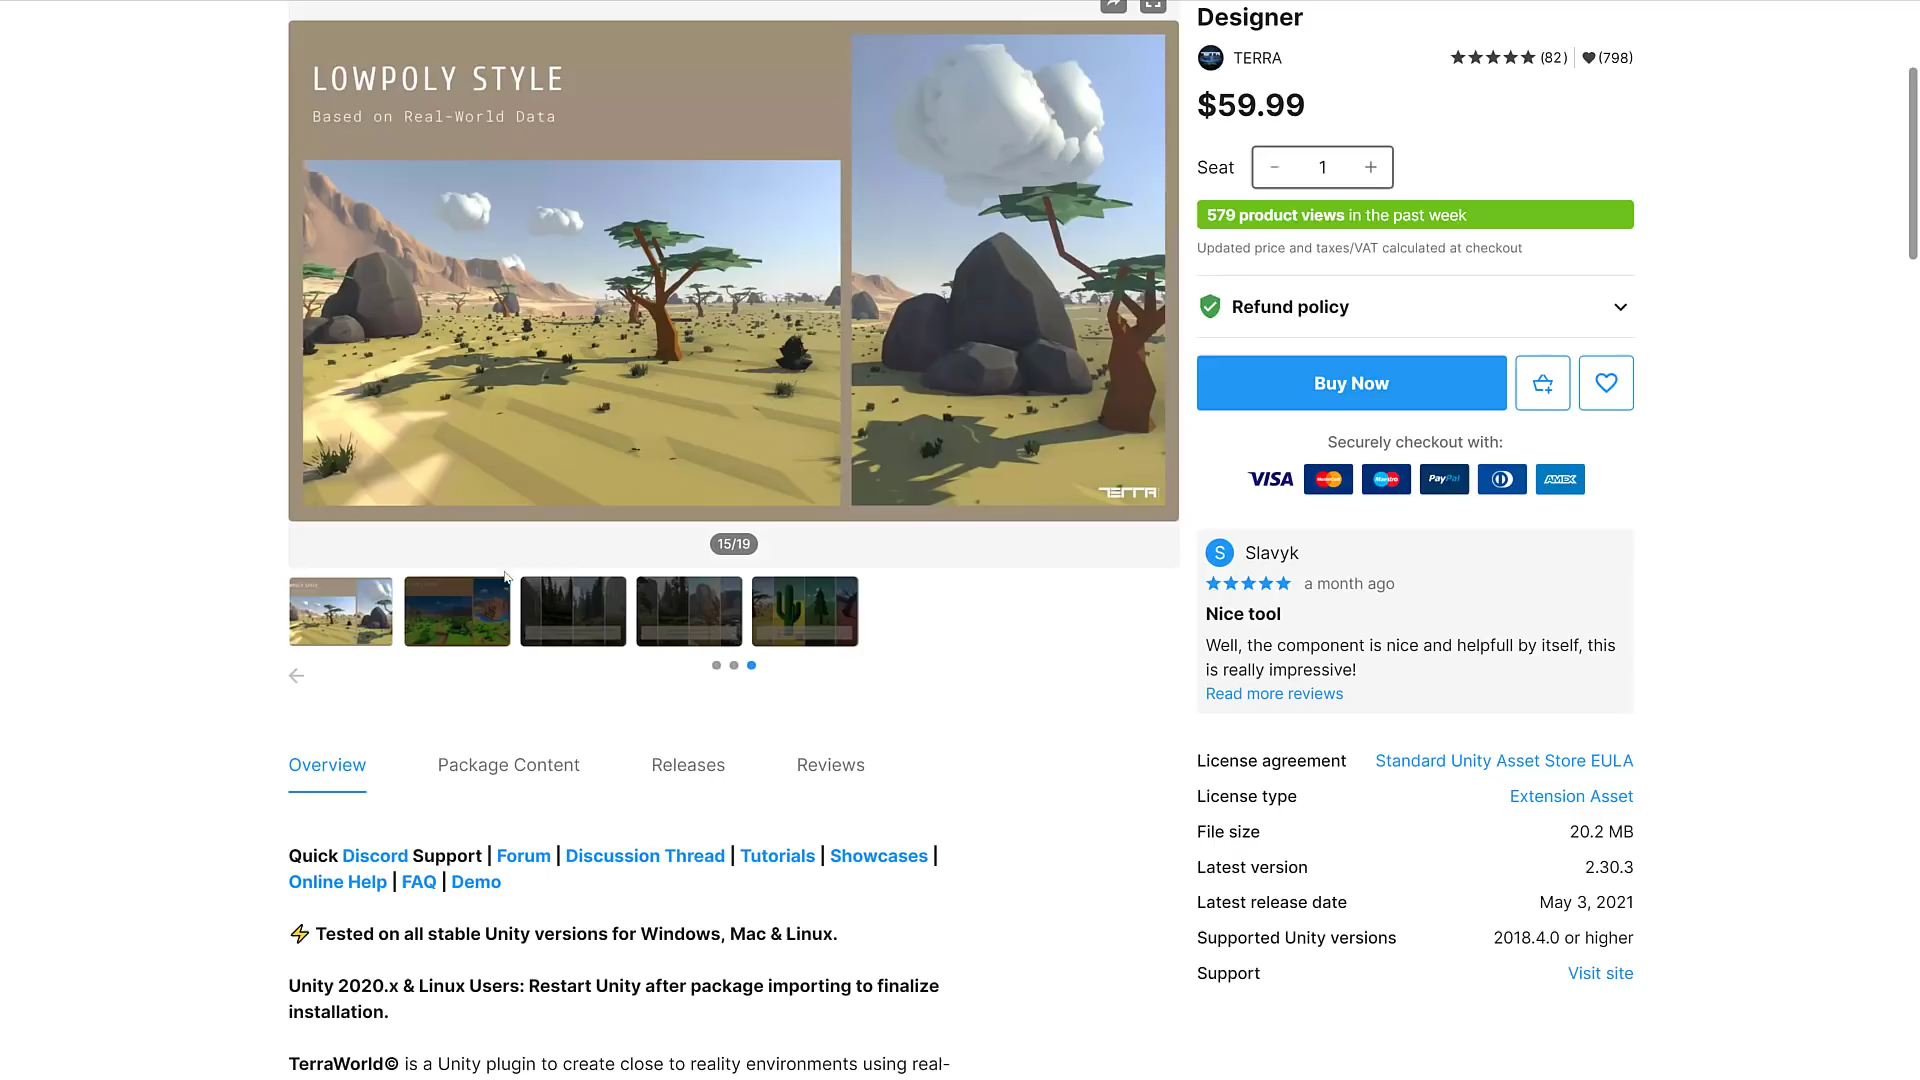 Designer
TERRA
(82)
(798)
$59.99
Seat
- 1 +
579 product views in the past week
Updated price and taxes/VAT calculated at checkout
Refund policy
Buy Now
Securely checkout with:
VISA MasterCard Maestro PayPal AMEX
LOWPOLY STYLE
Based on Real-World Data
TERRA
15/19
S Slavyk
a month ago
Nice tool
Well, the component is nice and helpfull by itself, this
is really impressive!
Read more reviews
Overview Package Content Releases Reviews
Quick Discord Support | Forum | Discussion Thread | Tutorials | Showcases |
Online Help | FAQ | Demo
⚡ Tested on all stable Unity versions for Windows, Mac & Linux.
Unity 2020.x & Linux Users: Restart Unity after package importing to finalize
installation.
TerraWorld© is a Unity plugin to create close to reality environments using real-
License agreement Standard Unity Asset Store EULA
License type Extension Asset
File size 20.2 MB
Latest version 2.30.3
Latest release date May 3, 2021
Supported Unity versions 2018.4.0 or higher
Support Visit site